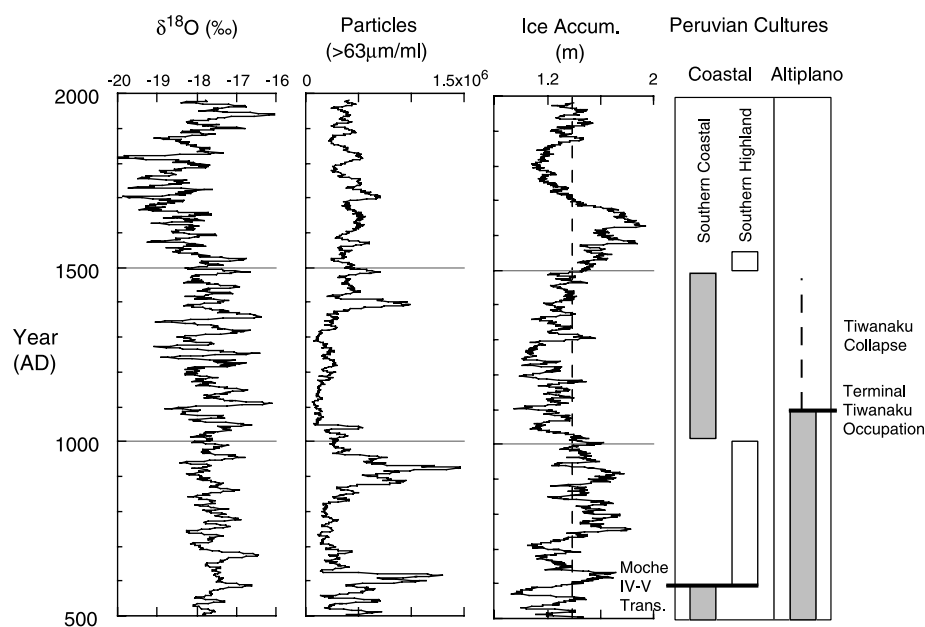 δ18O (‰)
Particles
(>63μm/ml)
Ice Accum.
(m)
Peruvian Cultures
Coastal
Altiplano
-20 -19 -18 -17 -16
0 1.5x10^6
1.2 2
2000
1500
Year
(AD)
1000
500
Southern Coastal
Southern Highland
Tiwanaku
Collapse
Terminal
Tiwanaku
Occupation
Moche
IV-V
Trans.